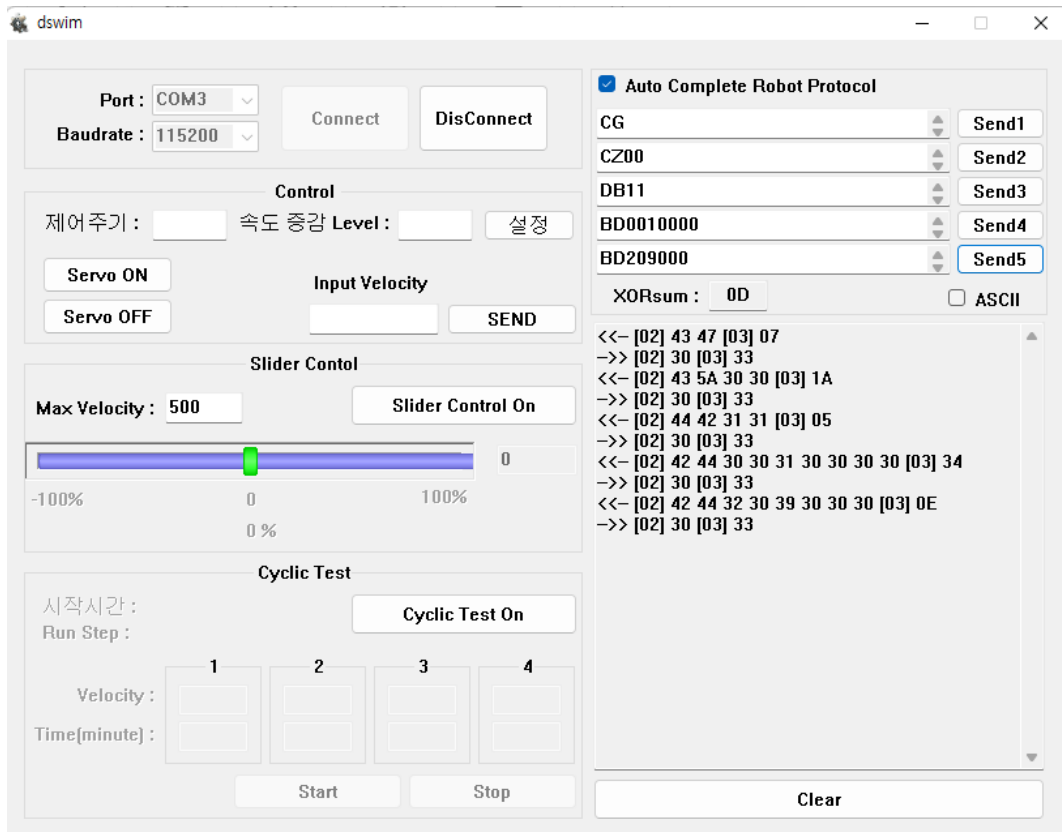 dswim
Port : COM3
Baudrate : 115200
Connect
DisConnect
Control
제어주기 :
속도 증감 Level :
설정
Servo ON
Servo OFF
Input Velocity
SEND
Slider Contol
Max Velocity : 500
Slider Control On
0
-100%
0
100%
0 %
Cyclic Test
시작시간 :
Cyclic Test On
Run Step :
1
2
3
4
Velocity :
Time(minute) :
Start
Stop
Auto Complete Robot Protocol
CG
Send1
CZ00
Send2
DB11
Send3
BD0010000
Send4
BD209000
Send5
XORsum : 0D
ASCII
<<– [02] 43 47 [03] 07
–>> [02] 30 [03] 33
<<– [02] 43 5A 30 30 [03] 1A
–>> [02] 30 [03] 33
<<– [02] 44 42 31 31 [03] 05
–>> [02] 30 [03] 33
<<– [02] 42 44 30 30 31 30 30 30 30 [03] 34
–>> [02] 30 [03] 33
<<– [02] 42 44 32 30 39 30 30 30 [03] 0E
–>> [02] 30 [03] 33
Clear